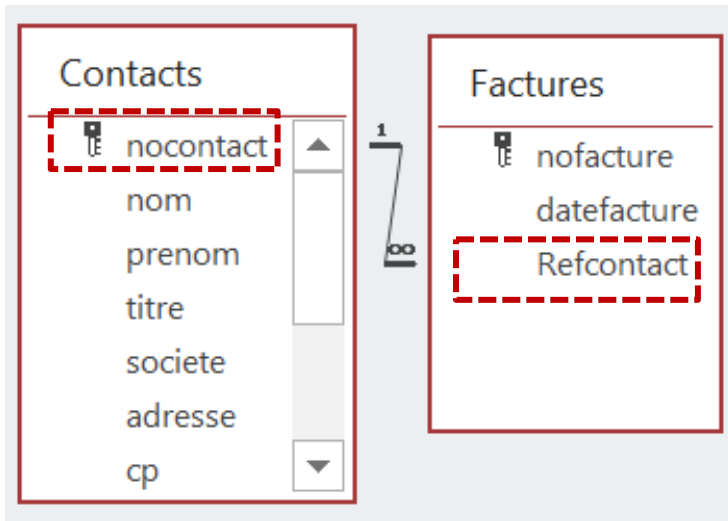 Contacts
nocontact
nom
prenom
titre
societe
adresse
cp
1
∞
Factures
nofacture
datefacture
Refcontact